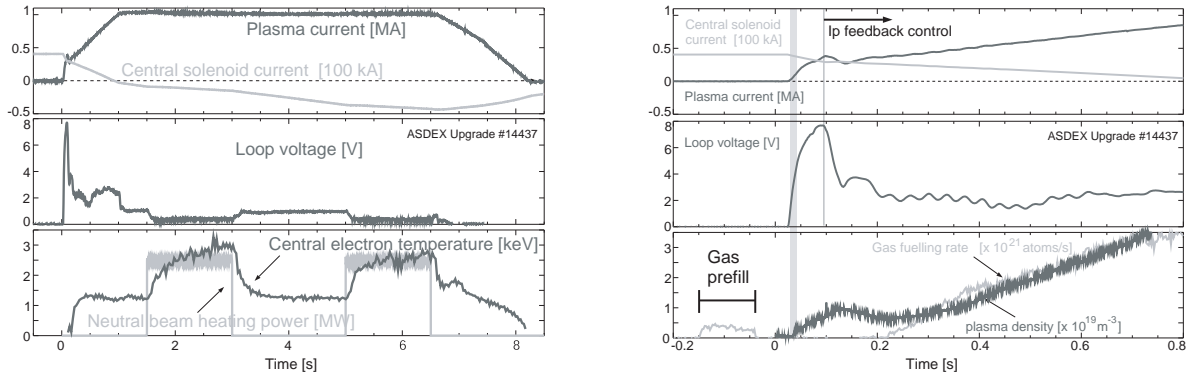 1
Plasma current [MA]
0.5
Central solenoid current [100 kA]
0
-0.5
8
ASDEX Upgrade #14437
Loop voltage [V]
6
4
2
0
3
Central electron temperature [keV]
2
1
Neutral beam heating power [MW]
0
0 2 4 6 8
Time [s]
1
Central solenoid
current [100 kA]
Ip feedback control
0.5
0
Plasma current [MA]
-0.5
8
ASDEX Upgrade #14437
Loop voltage [V]
6
4
2
0
3
Gas fuelling rate [x 10²¹ atoms/s]
Gas
prefill
2
1
plasma density [x 10¹⁹ m⁻³]
0
-0.2 0 0.2 0.4 0.6 0.8
Time [s]